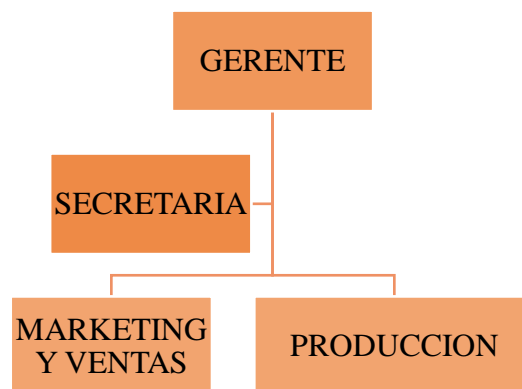 GERENTE
SECRETARIA
MARKETING
Y VENTAS
PRODUCCION